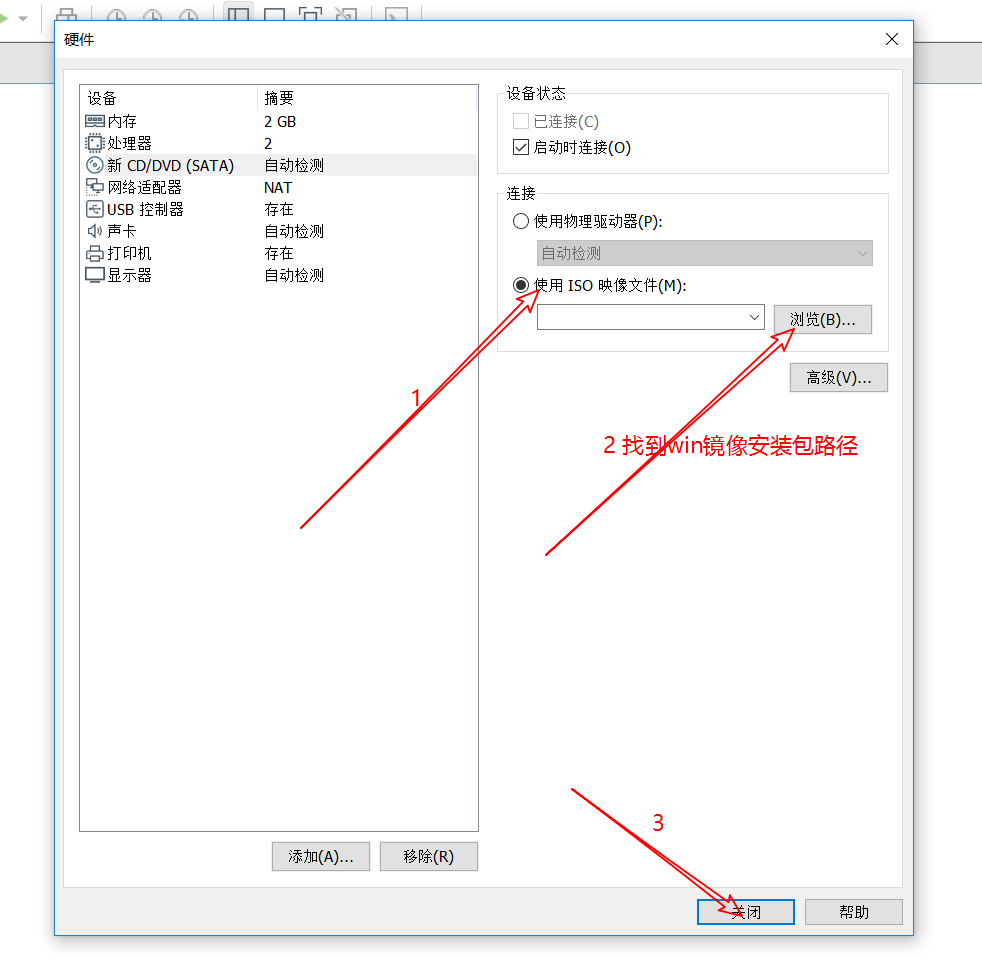 硬件
设备 摘要
内存 2 GB
处理器 2
新 CD/DVD (SATA) 自动检测
网络适配器 NAT
USB 控制器 存在
声卡 自动检测
打印机 存在
显示器 自动检测
添加(A)... 移除(R)
设备状态
已连接(C)
启动时连接(O)
连接
使用物理驱动器(P):
自动检测
使用 ISO 映像文件(M):
浏览(B)...
高级(V)...
1
2 找到win镜像安装包路径
3
关闭 帮助